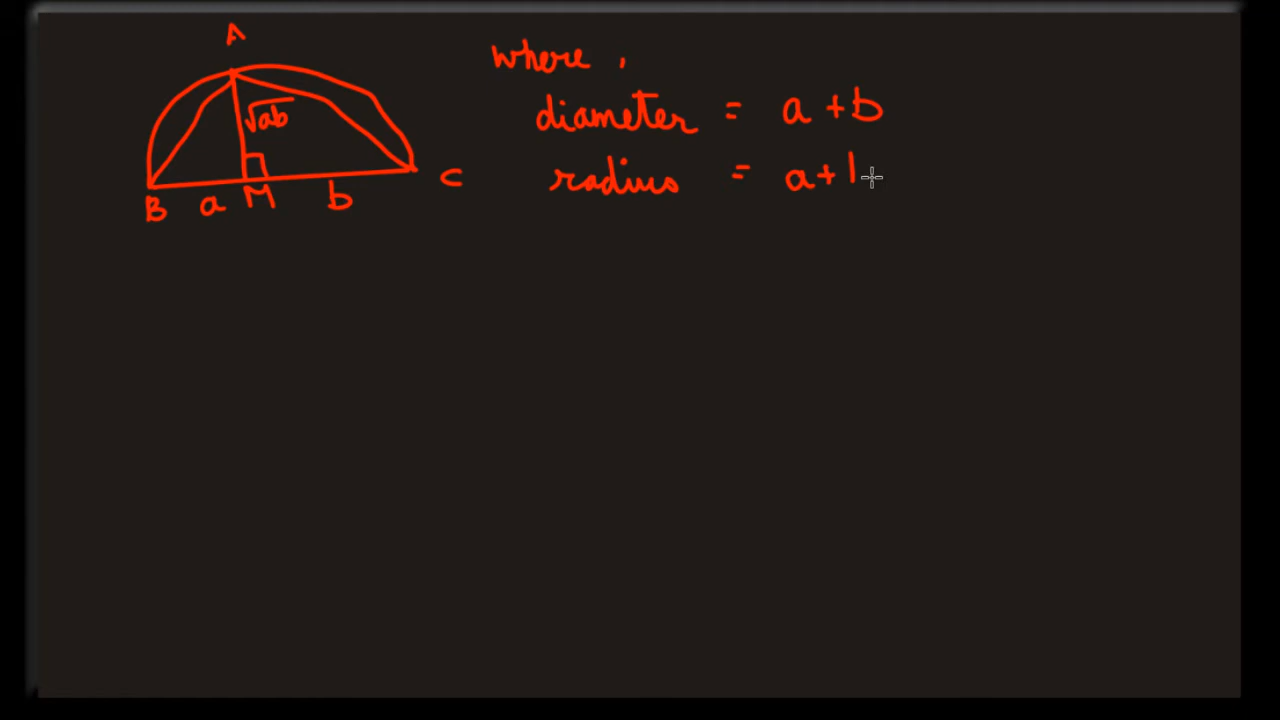 A
√ab
B a M b C
where ,
diameter = a + b
radius = a +